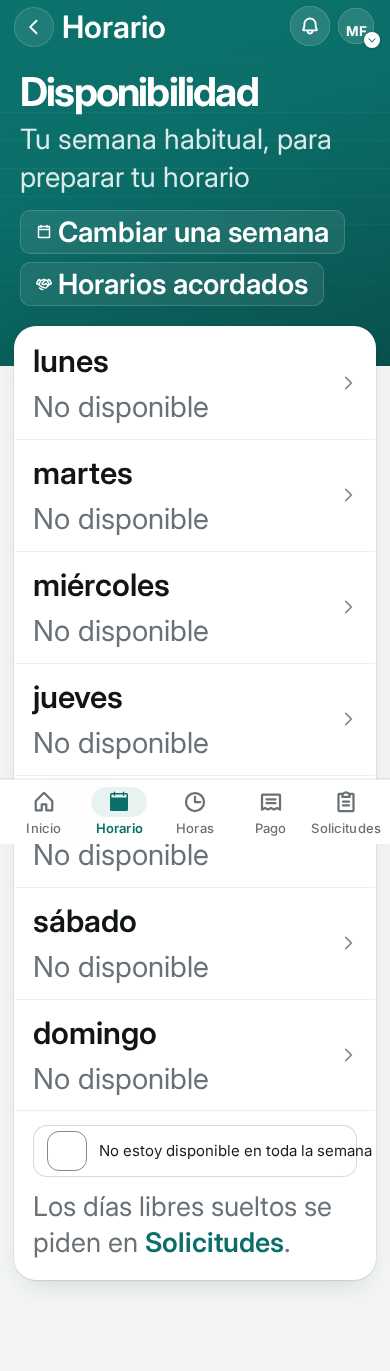 Horario
MF
Disponibilidad
Tu semana habitual, para
preparar tu horario
Cambiar una semana
Horarios acordados
lunes
No disponible
martes
No disponible
miércoles
No disponible
jueves
No disponible
Inicio
Horario
Horas
Pago
Solicitudes
No disponible
sábado
No disponible
domingo
No disponible
No estoy disponible en toda la semana
Los días libres sueltos se
piden en Solicitudes.